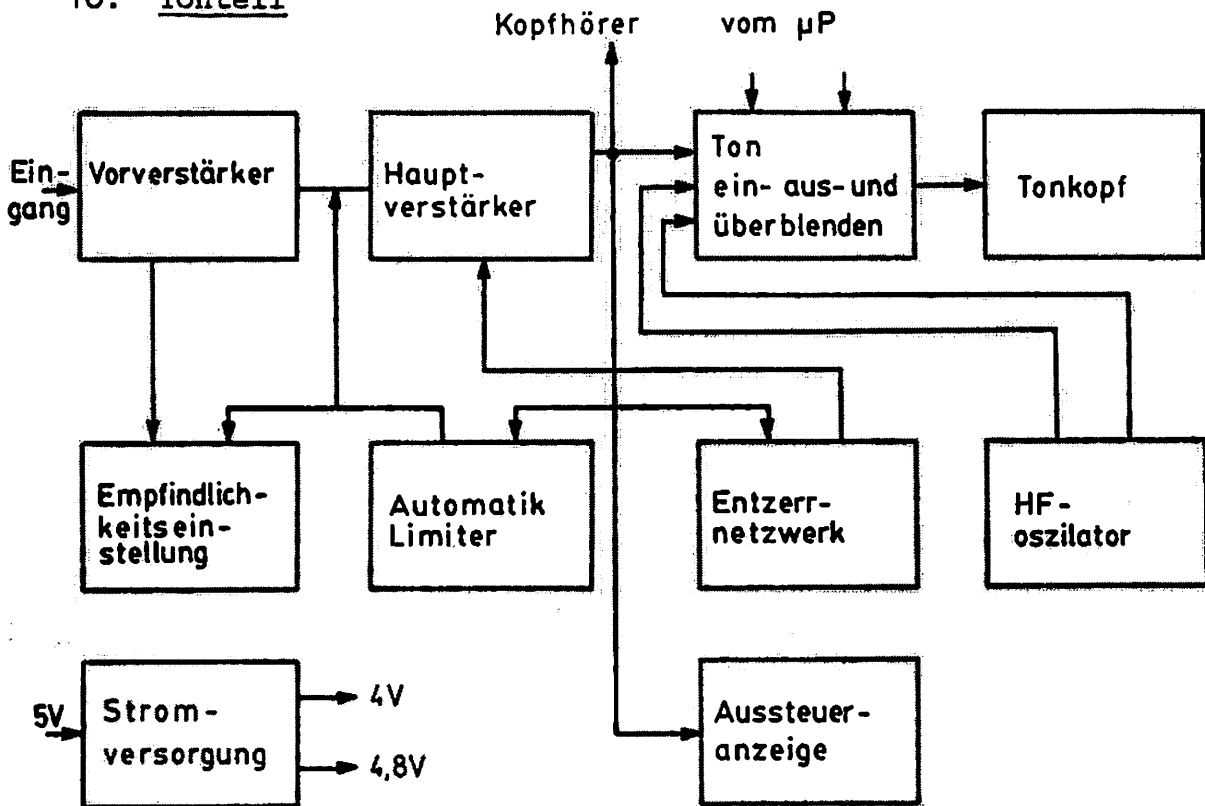 10. Tonteil
Kopfhörer
vom µP
Ein-
gang
Vorverstärker
Haupt-
verstärker
Ton
ein- aus- und
überblenden
Tonkopf
Empfindlich-
keitsein-
stellung
Automatik
Limiter
Entzerr-
netzwerk
HF-
oszilator
5V
Strom-
versorgung
4V
4,8V
Aussteuer-
anzeige